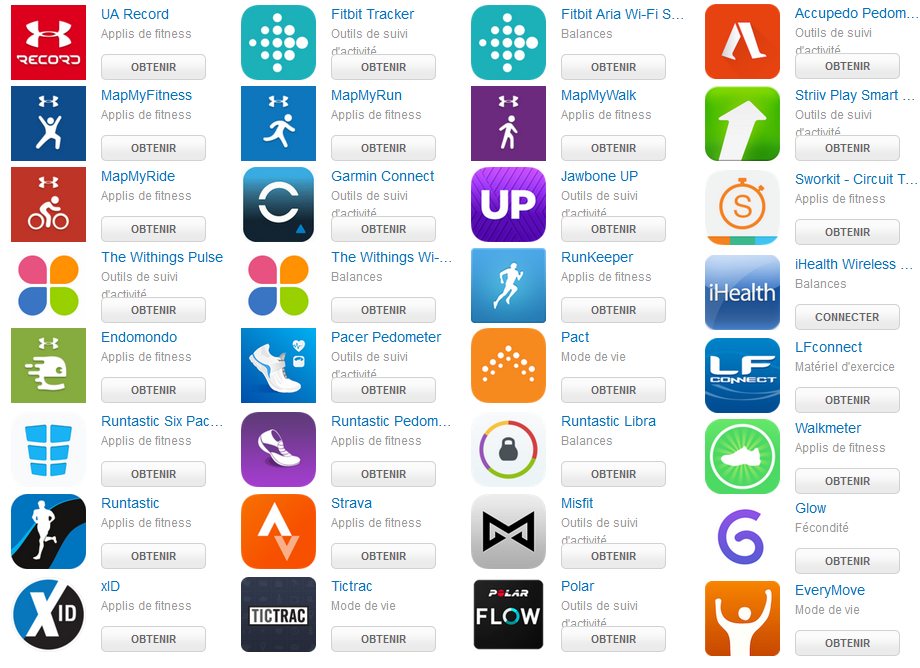 UA Record
Applis de fitness
OBTENIR
RECORD
Fitbit Tracker
Outils de suivi
d'activité
OBTENIR
Fitbit Aria Wi-Fi S...
Balances
OBTENIR
Accupedo Pedom...
Outils de suivi
d'activité
OBTENIR
MapMyFitness
Applis de fitness
OBTENIR
MapMyRun
Applis de fitness
OBTENIR
MapMyWalk
Applis de fitness
OBTENIR
Striiv Play Smart ...
Outils de suivi
d'activité
OBTENIR
MapMyRide
Applis de fitness
OBTENIR
Garmin Connect
Outils de suivi
d'activité
OBTENIR
UP
Jawbone UP
Outils de suivi
d'activité
OBTENIR
S
Sworkit - Circuit T...
Applis de fitness
OBTENIR
The Withings Pulse
Outils de suivi
d'activité
OBTENIR
The Withings Wi-...
Balances
OBTENIR
RunKeeper
Applis de fitness
OBTENIR
iHealth
iHealth Wireless ...
Balances
CONNECTER
Endomondo
Applis de fitness
OBTENIR
Pacer Pedometer
Outils de suivi
d'activité
OBTENIR
Pact
Mode de vie
OBTENIR
LF
CONNECT
LFconnect
Matériel d'exercice
OBTENIR
Runtastic Six Pac...
Applis de fitness
OBTENIR
Runtastic Pedom...
Applis de fitness
OBTENIR
Runtastic Libra
Balances
OBTENIR
Walkmeter
Applis de fitness
OBTENIR
Runtastic
Applis de fitness
OBTENIR
Strava
Applis de fitness
OBTENIR
Misfit
Outils de suivi
d'activité
OBTENIR
Glow
Fécondité
OBTENIR
XID
xID
Applis de fitness
OBTENIR
TICTRAC
Tictrac
Mode de vie
OBTENIR
POLAR
FLOW
Polar
Outils de suivi
d'activité
OBTENIR
EveryMove
Mode de vie
OBTENIR